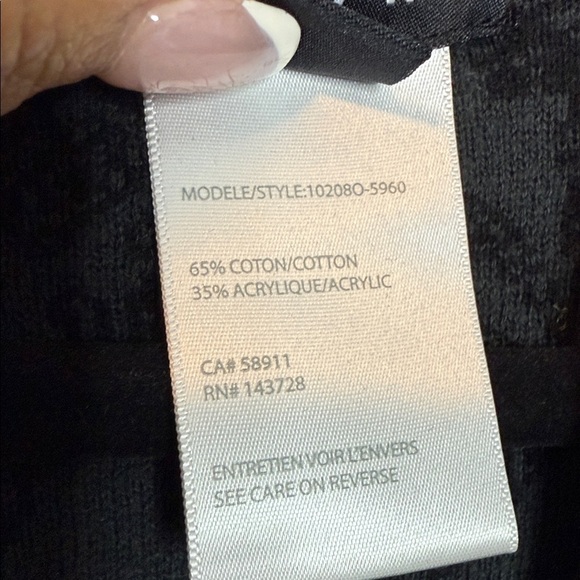 MODELE/STYLE:10208O-5960
65% COTON/COTTON
35% ACRYLIQUE/ACRYLIC
CA# 58911
RN# 143728
ENTRETIEN VOIR L'ENVERS
SEE CARE ON REVERSE